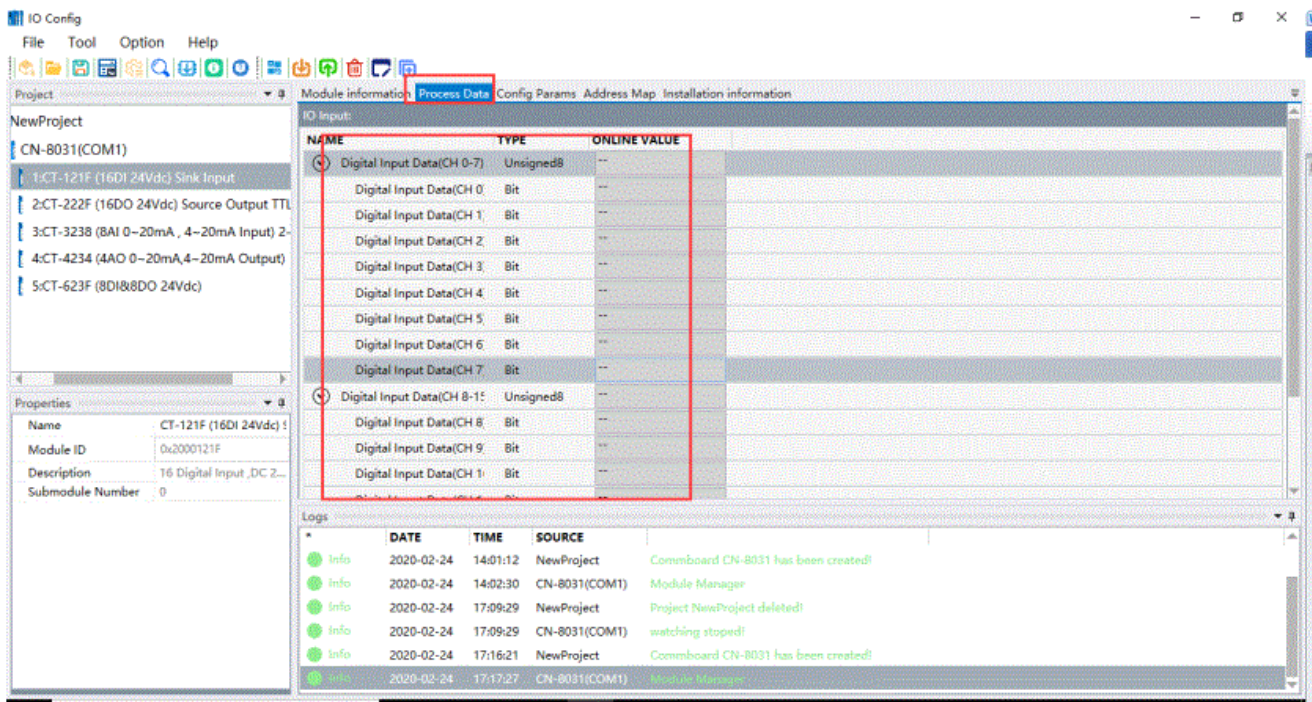 IO Config
File Tool Option Help
Project
NewProject
CN-8031(COM1)
1:CT-121F (16DI 24Vdc) Sink Input
2:CT-222F (16DO 24Vdc) Source Output TTL
3:CT-3238 (8AI 0~20mA , 4~20mA Input) 2-
4:CT-4234 (4AO 0~20mA,4~20mA Output)
5:CT-623F (8DI&8DO 24Vdc)
Properties
Name CT-121F (16DI 24Vdc) S
Module ID 0x2000121F
Description 16 Digital Input ,DC 2...
Submodule Number 0
Module information Process Data Config Params Address Map Installation information
IO Input:
NAME TYPE ONLINE VALUE
Digital Input Data(CH 0-7) Unsigned8 --
Digital Input Data(CH 0 Bit --
Digital Input Data(CH 1 Bit --
Digital Input Data(CH 2 Bit --
Digital Input Data(CH 3 Bit --
Digital Input Data(CH 4 Bit --
Digital Input Data(CH 5 Bit --
Digital Input Data(CH 6 Bit --
Digital Input Data(CH 7 Bit --
Digital Input Data(CH 8-15 Unsigned8 --
Digital Input Data(CH 8 Bit --
Digital Input Data(CH 9 Bit --
Digital Input Data(CH 1 Bit --
Logs
* DATE TIME SOURCE
Info 2020-02-24 14:01:12 NewProject Commboard CN-8031 has been created!
Info 2020-02-24 14:02:30 CN-8031(COM1) Module Manager
Info 2020-02-24 17:09:29 NewProject Project NewProject deleted!
Info 2020-02-24 17:09:29 CN-8031(COM1) watching stoped!
Info 2020-02-24 17:16:21 NewProject Commboard CN-8031 has been created!
Info 2020-02-24 17:17:27 CN-8031(COM1) Module Manager